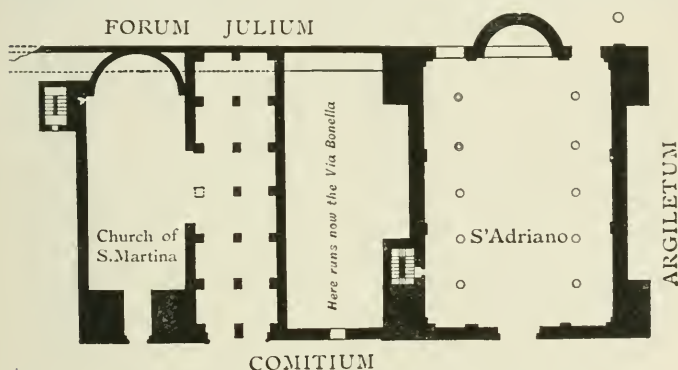 FORUM JULIUM
Church of
S.Martina
Here runs now the Via Bonella
S'Adriano
ARGILETUM
COMITIUM